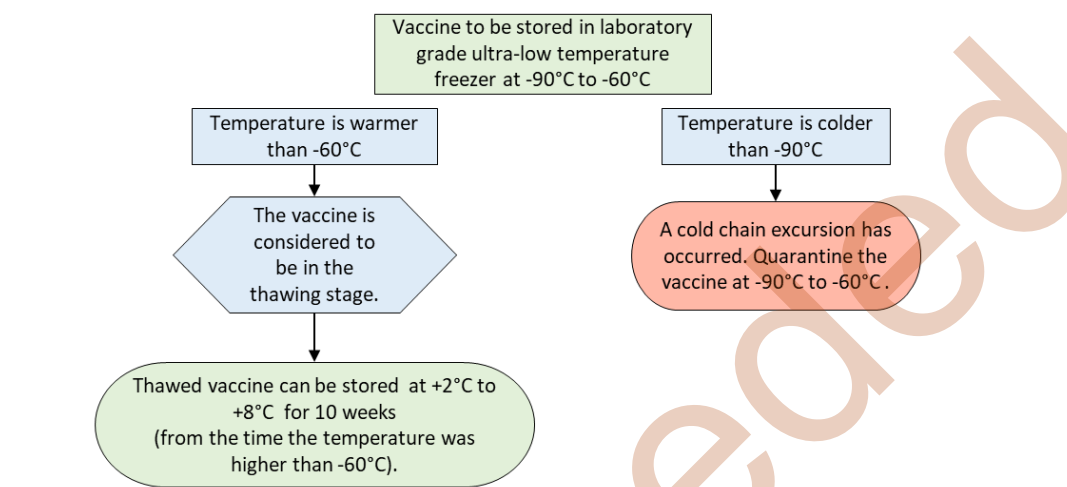 Vaccine to be stored in laboratory
grade ultra-low temperature
freezer at -90°C to -60°C
Temperature is warmer
than -60°C
The vaccine is
considered to
be in the
thawing stage.
Thawed vaccine can be stored at +2°C to
+8°C for 10 weeks
(from the time the temperature was
higher than -60°C).
Temperature is colder
than -90°C
A cold chain excursion has
occurred. Quarantine the
vaccine at -90°C to -60°C.
eded